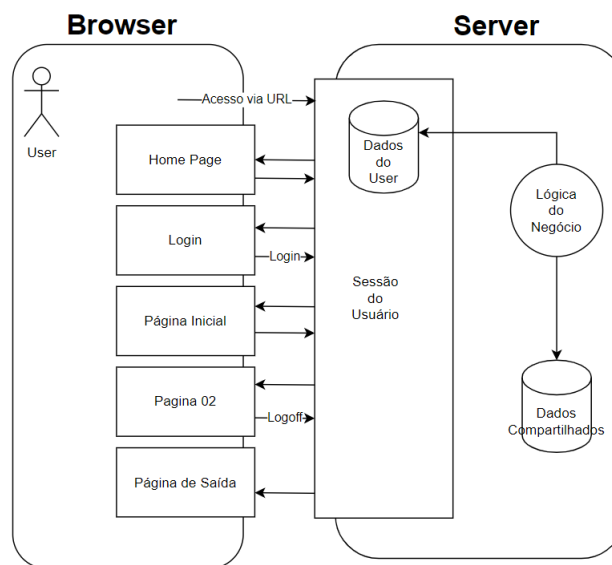 Browser
Server
User
Acesso via URL
Dados
do
User
Home Page
Lógica
do
Negócio
Login
Login
Sessão
do
Usuário
Página Inicial
Pagina 02
Logoff
Dados
Compartilhados
Página de Saída